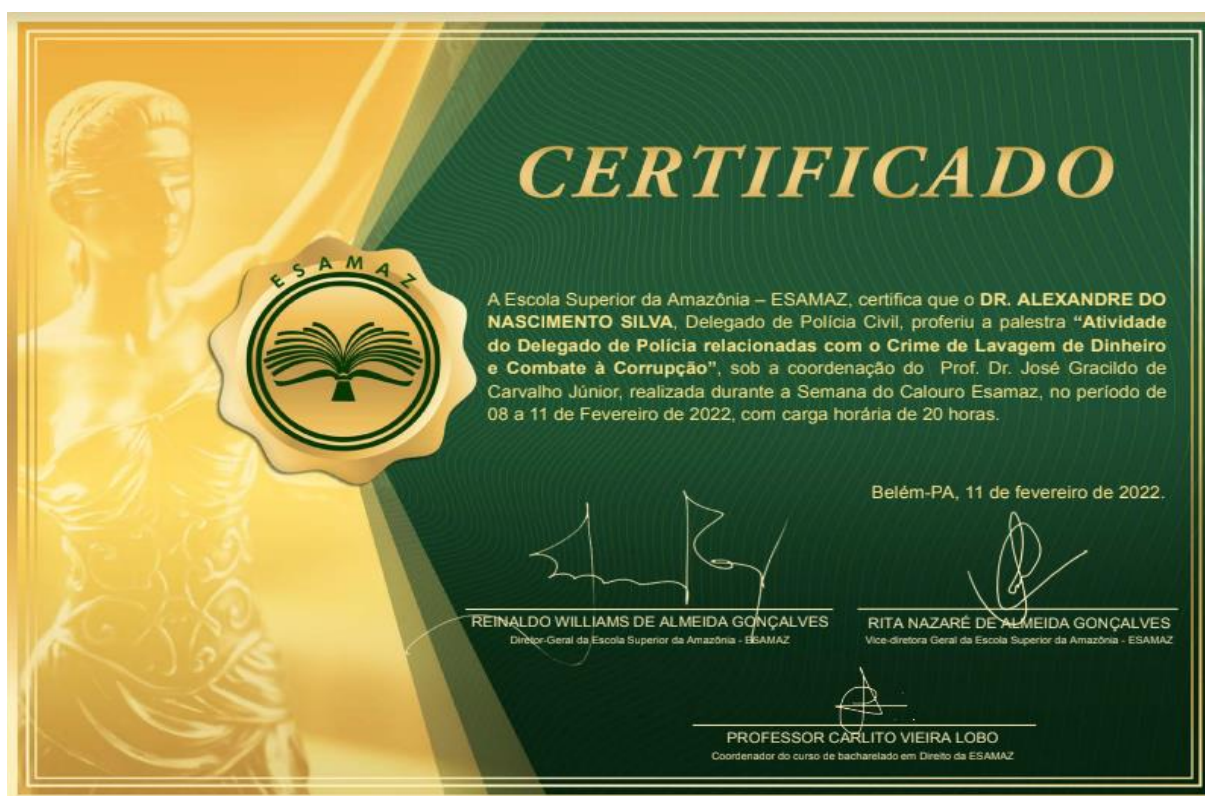 CERTIFICADO
ESAMAZ
A Escola Superior da Amazônia – ESAMAZ, certifica que o DR. ALEXANDRE DO
NASCIMENTO SILVA, Delegado de Polícia Civil, proferiu a palestra “Atividade
do Delegado de Polícia relacionadas com o Crime de Lavagem de Dinheiro
e Combate à Corrupção”, sob a coordenação do Prof. Dr. José Gracildo de
Carvalho Júnior, realizada durante a Semana do Calouro Esamaz, no período de
08 a 11 de Fevereiro de 2022, com carga horária de 20 horas.
Belém-PA, 11 de fevereiro de 2022.
REINALDO WILLIAMS DE ALMEIDA GONÇALVES
Diretor-Geral da Escola Superior da Amazônia - ESAMAZ
RITA NAZARÉ DE ALMEIDA GONÇALVES
Vice-diretora Geral da Escola Superior da Amazônia - ESAMAZ
PROFESSOR CARLITO VIEIRA LOBO
Coordenador do curso de bacharelado em Direito da ESAMAZ